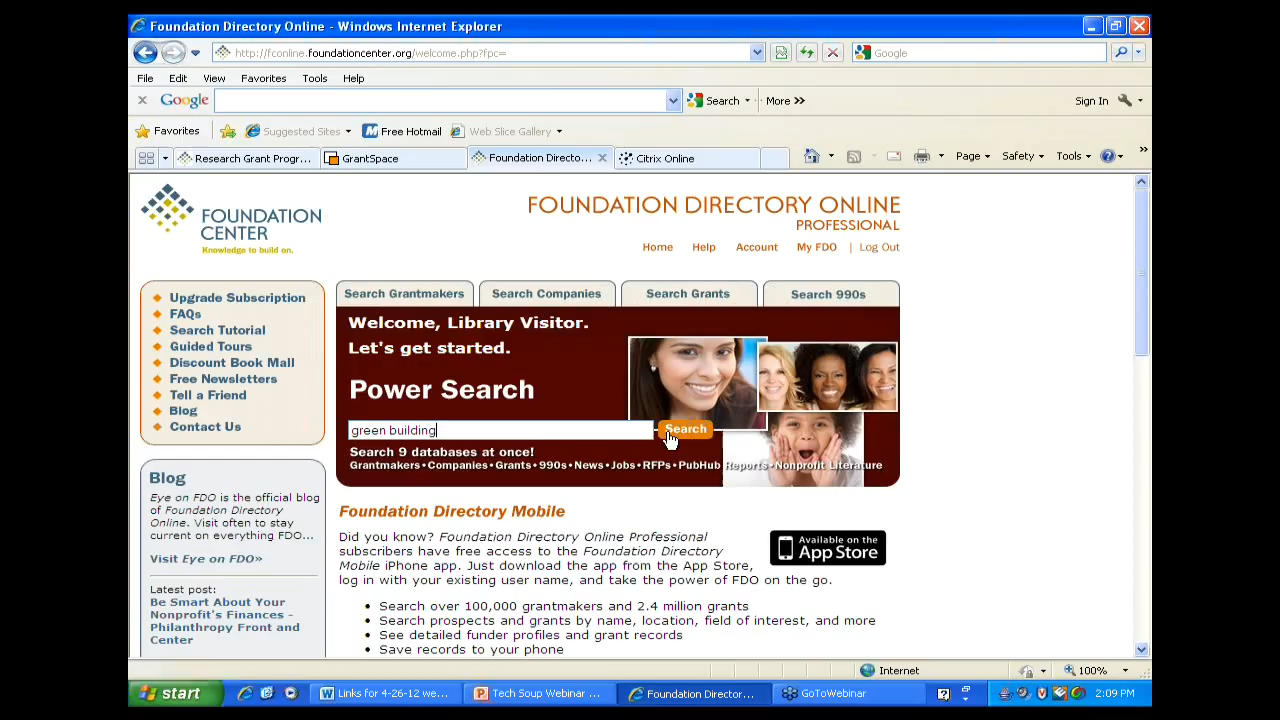 Foundation Directory Online - Windows Internet Explorer
http://fconline.foundationcenter.org/welcome.php?fpc=
Google
File Edit View Favorites Tools Help
Google Search More >> Sign In
Favorites Suggested Sites Free Hotmail Web Slice Gallery
Research Grant Progr... GrantSpace Foundation Directo... Citrix Online Page Safety Tools
FOUNDATION CENTER
Knowledge to build on.
FOUNDATION DIRECTORY ONLINE
PROFESSIONAL
Home Help Account My FDO | Log Out
Upgrade Subscription
FAQs
Search Tutorial
Guided Tours
Discount Book Mall
Free Newsletters
Tell a Friend
Blog
Contact Us
Search Grantmakers Search Companies Search Grants Search 990s
Welcome, Library Visitor.
Let's get started.
Power Search
green building Search
Search 9 databases at once!
Grantmakers • Companies • Grants • 990s • News • Jobs • RFPs • PubHub Reports • Nonprofit Literature
Blog
Eye on FDO is the official blog
of Foundation Directory
Online. Visit often to stay
current on everything FDO...
Visit Eye on FDO»
Latest post:
Be Smart About Your
Nonprofit's Finances -
Philanthropy Front and
Center
Foundation Directory Mobile
Did you know? Foundation Directory Online Professional
subscribers have free access to the Foundation Directory
Mobile iPhone app. Just download the app from the App Store,
log in with your existing user name, and take the power of FDO on the go.
Available on the
App Store
• Search over 100,000 grantmakers and 2.4 million grants
• Search prospects and grants by name, location, field of interest, and more
• See detailed funder profiles and grant records
• Save records to your phone
Internet 100%
start Links for 4-26-12 we... Tech Soup Webinar ... Foundation Director... GoToWebinar 2:09 PM